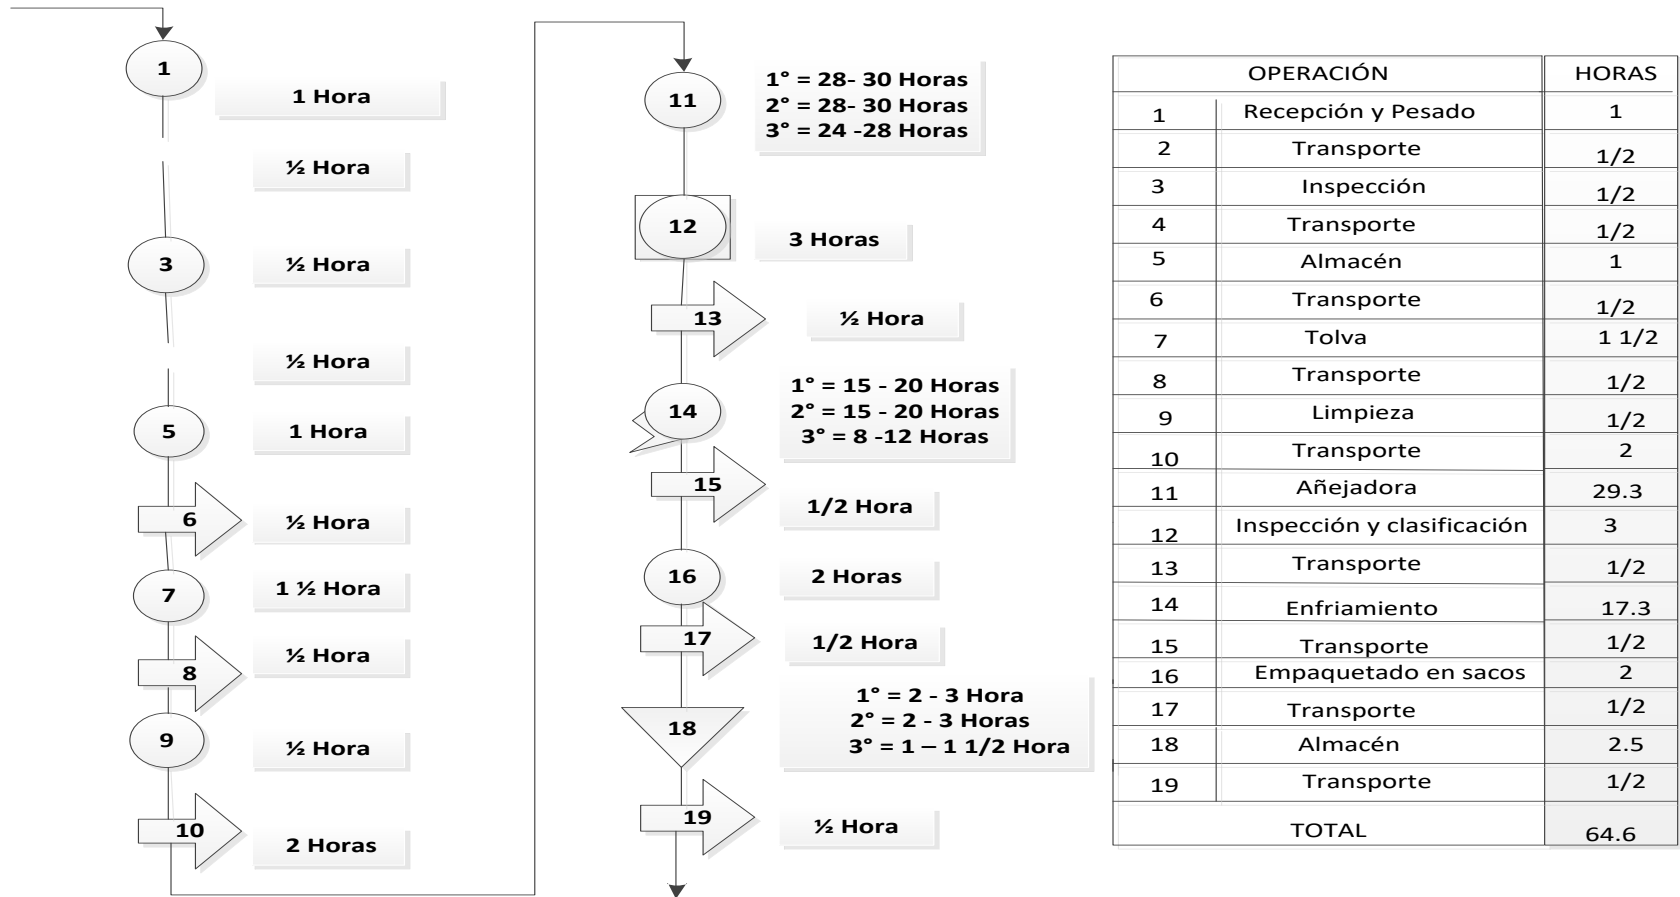 1
1 Hora
½ Hora
3
½ Hora
½ Hora
5
1 Hora
6
½ Hora
7
1 ½ Hora
8
½ Hora
9
½ Hora
10
2 Horas
11
1° = 28- 30 Horas
2° = 28- 30 Horas
3° = 24 -28 Horas
12
3 Horas
13
½ Hora
14
1° = 15 - 20 Horas
2° = 15 - 20 Horas
3° = 8 -12 Horas
15
1/2 Hora
16
2 Horas
17
1/2 Hora
18
1° = 2 - 3 Hora
2° = 2 - 3 Horas
3° = 1 – 1 1/2 Hora
19
½ Hora
OPERACIÓN HORAS
1 Recepción y Pesado 1
2 Transporte 1/2
3 Inspección 1/2
4 Transporte 1/2
5 Almacén 1
6 Transporte 1/2
7 Tolva 1 1/2
8 Transporte 1/2
9 Limpieza 1/2
10 Transporte 2
11 Añejadora 29.3
12 Inspección y clasificación 3
13 Transporte 1/2
14 Enfriamiento 17.3
15 Transporte 1/2
16 Empaquetado en sacos 2
17 Transporte 1/2
18 Almacén 2.5
19 Transporte 1/2
TOTAL 64.6